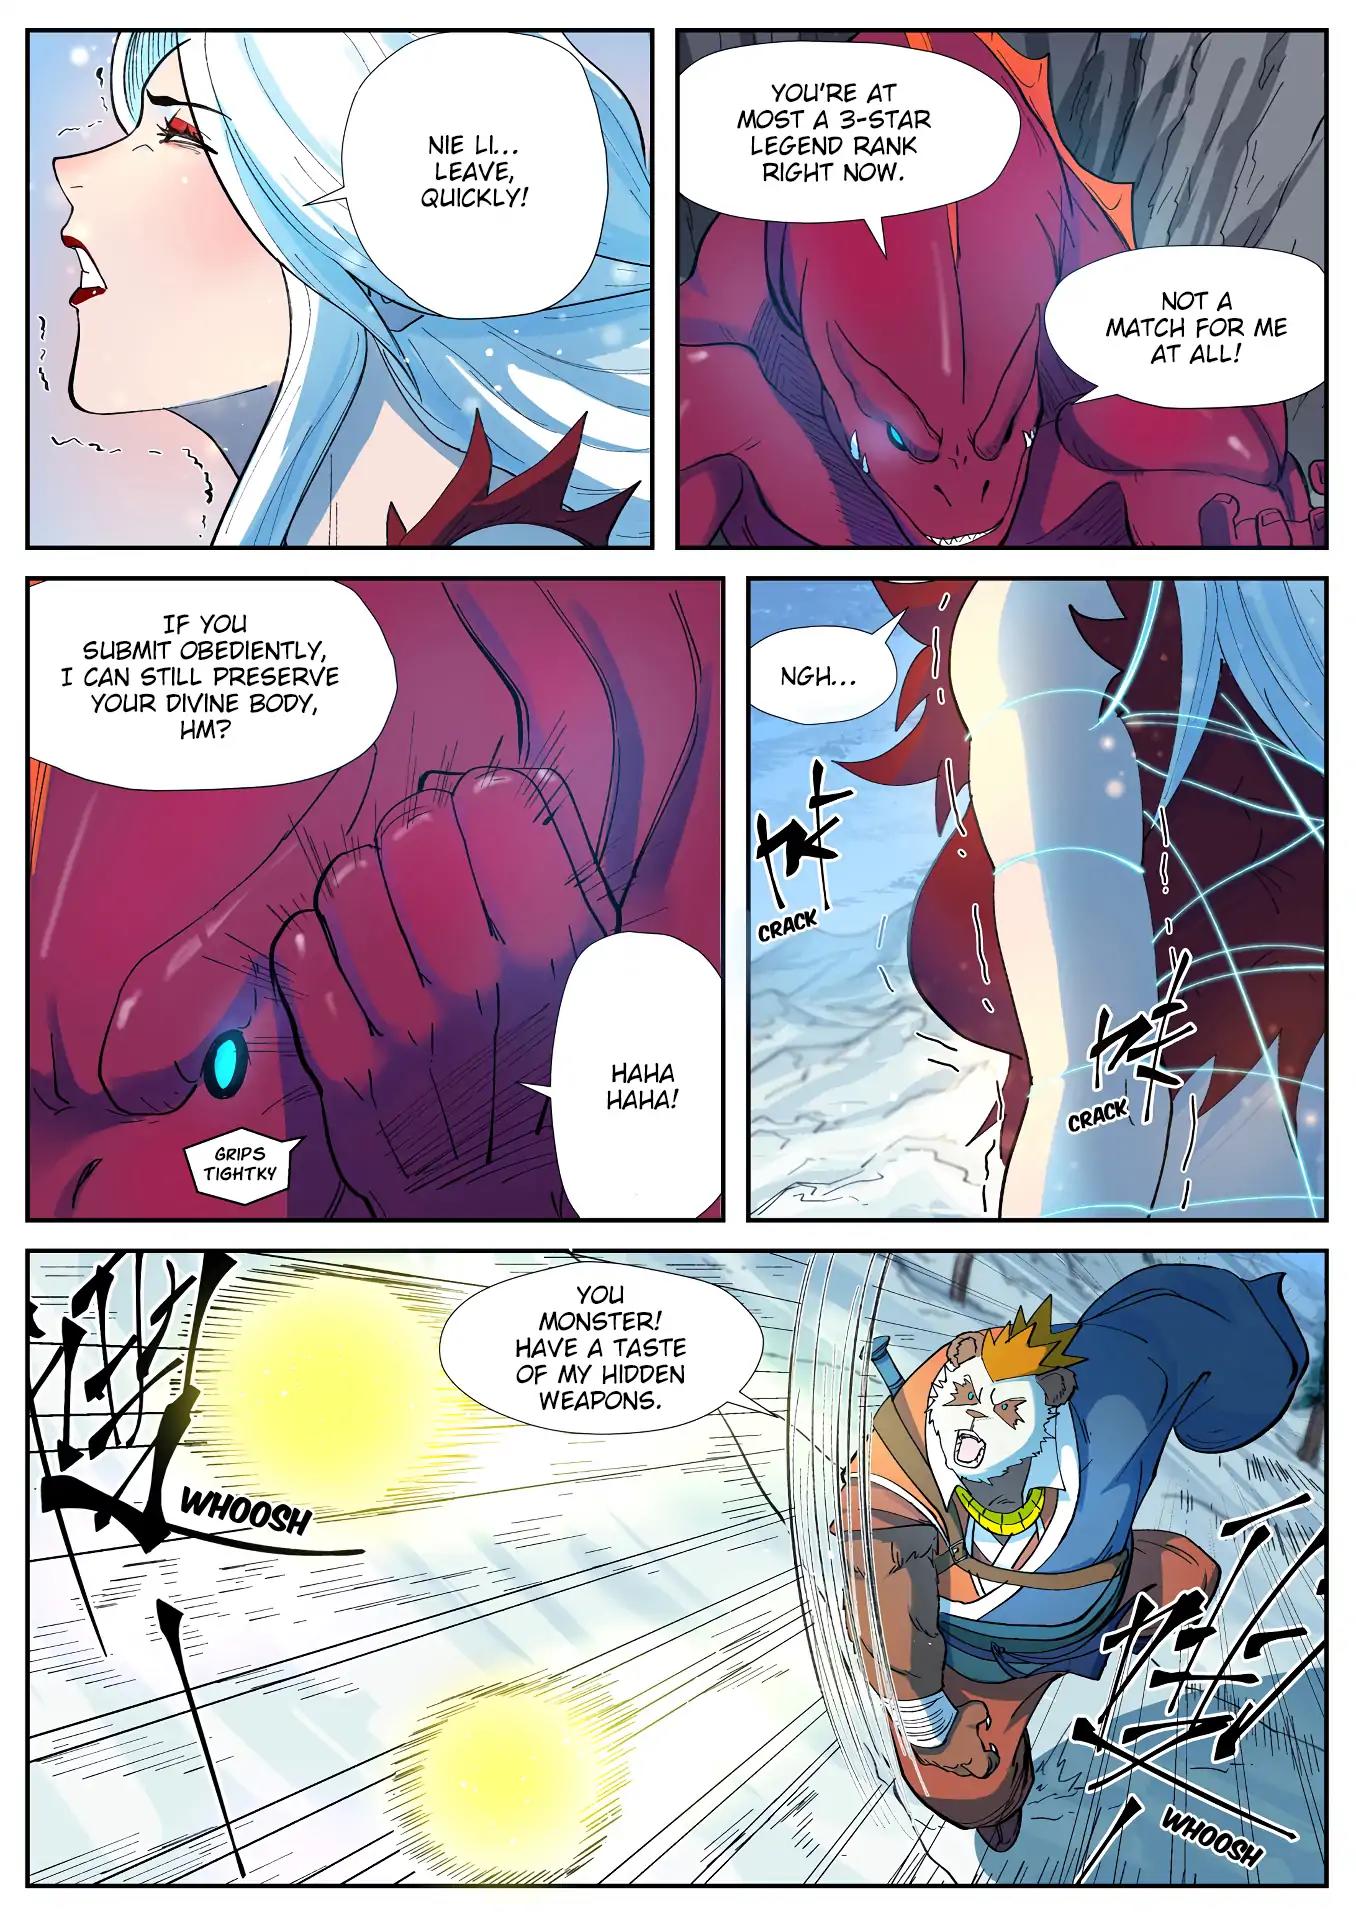 NIE LI...
LEAVE,
QUICKLY!
YOU'RE AT
MOST A 3-STAR
LEGEND RANK
RIGHT NOW.
NOT A
MATCH FOR ME
AT ALL!
IF YOU
SUBMIT OBEDIENTLY,
I CAN STILL PRESERVE
YOUR DIVINE BODY,
HM?
GRIPS
TIGHTKY
HAHA
HAHA!
NGH...
CRACK
CRACK
YOU
MONSTER!
HAVE A TASTE
OF MY HIDDEN
WEAPONS.
WHOOSH
WHOOSH